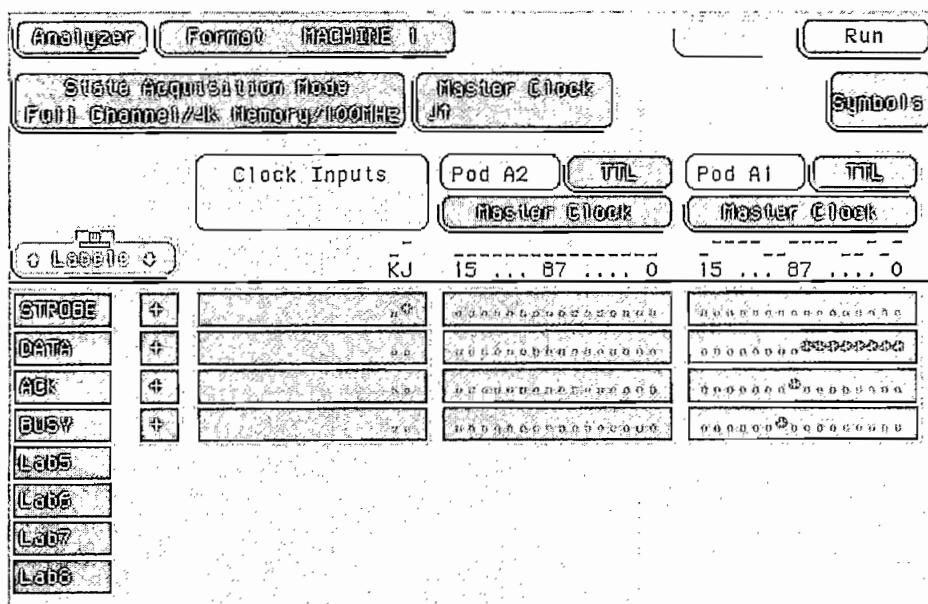 Analyzer Format MACHINE 1 Run
State Acquisition Mode Master Clock Symbols
Full Channel/4k Memory/100MHz J↑
Clock Inputs Pod A2 TTL Pod A1 TTL
Master Clock Master Clock
Labels KJ 15 ... 87 .... 0 15 ... 87 .... 0
STROBE +
DATA +
ACK +
BUSY +
Lab5
Lab6
Lab7
Lab8